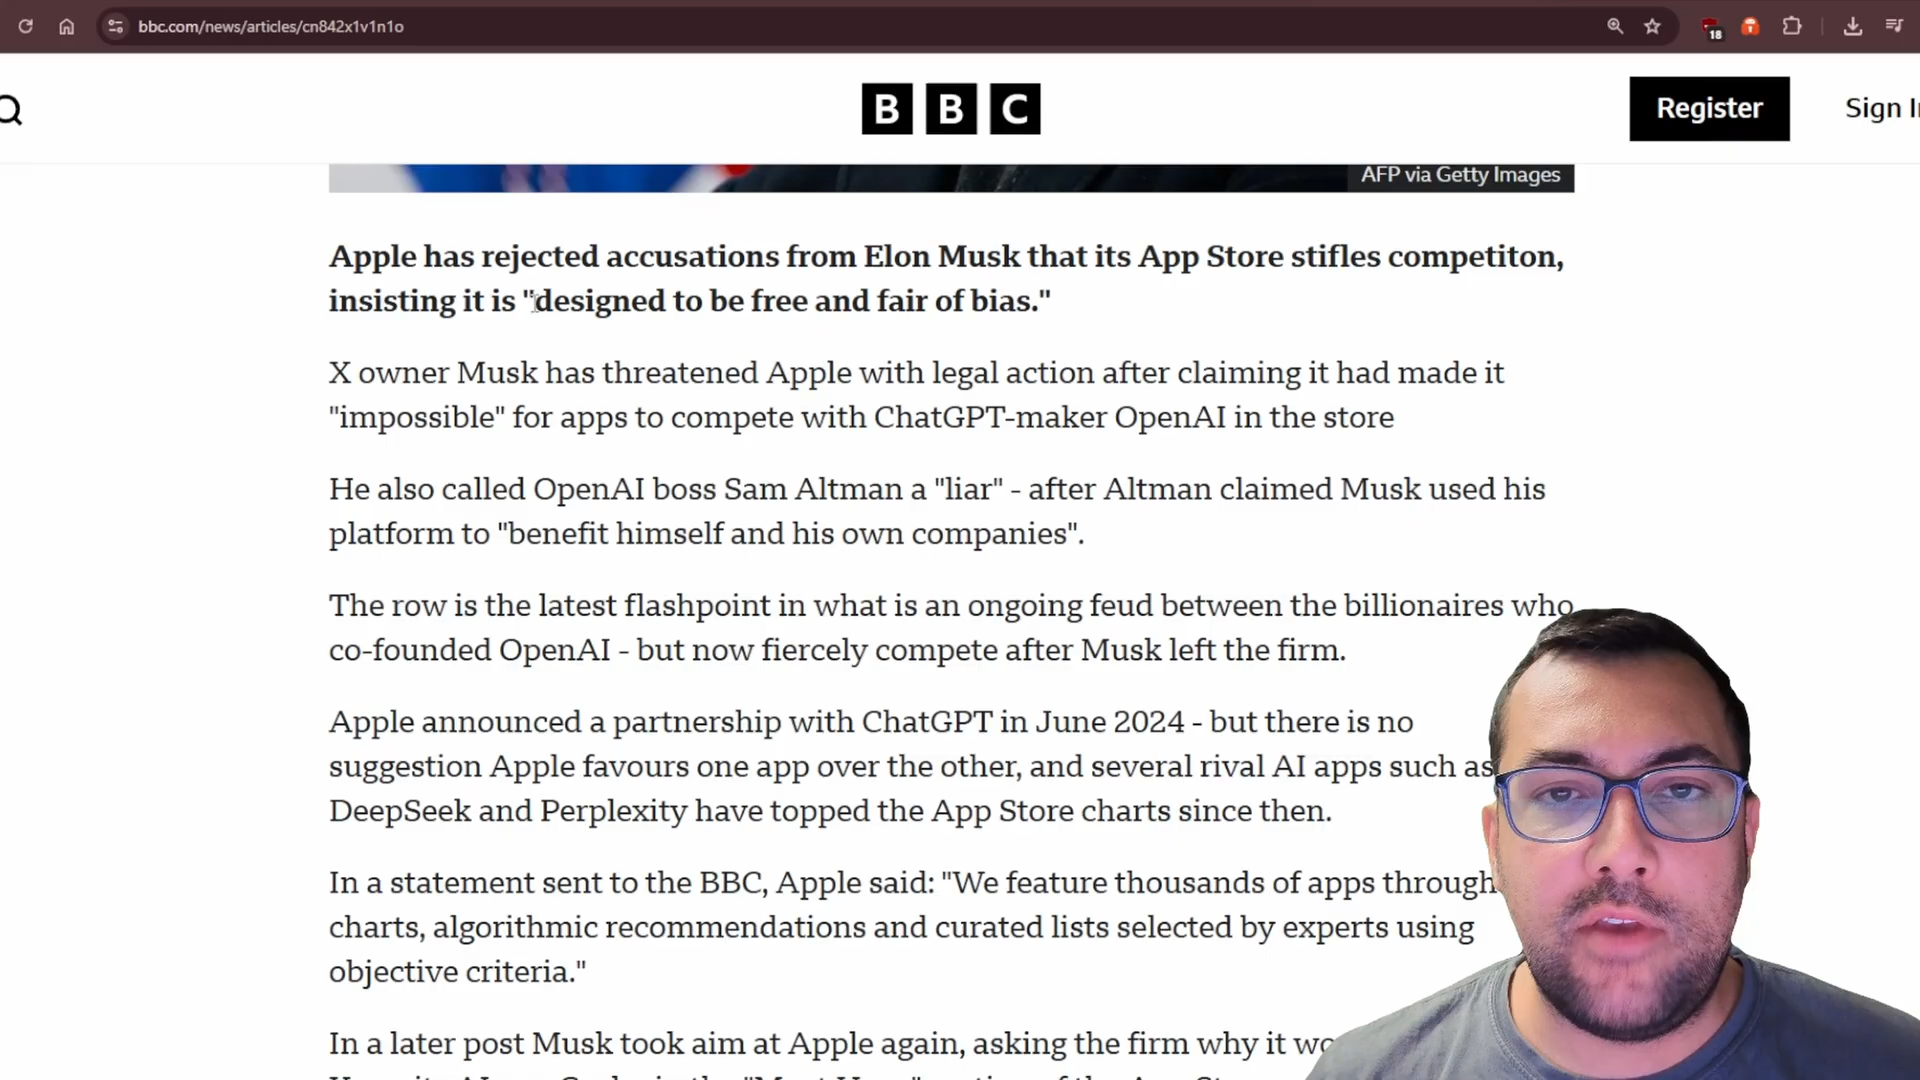 bbc.com/news/articles/cn842x1v1n1o
18
BBC
Register
Sign
AFP via Getty Images
Apple has rejected accusations from Elon Musk that its App Store stifles competiton,
insisting it is "designed to be free and fair of bias."
X owner Musk has threatened Apple with legal action after claiming it had made it
"impossible" for apps to compete with ChatGPT-maker OpenAI in the store
He also called OpenAI boss Sam Altman a "liar" - after Altman claimed Musk used his
platform to "benefit himself and his own companies".
The row is the latest flashpoint in what is an ongoing feud between the billionaires who
co-founded OpenAI - but now fiercely compete after Musk left the firm.
Apple announced a partnership with ChatGPT in June 2024 - but there is no
suggestion Apple favours one app over the other, and several rival AI apps such as
DeepSeek and Perplexity have topped the App Store charts since then.
In a statement sent to the BBC, Apple said: "We feature thousands of apps through
charts, algorithmic recommendations and curated lists selected by experts using
objective criteria."
In a later post Musk took aim at Apple again, asking the firm why it